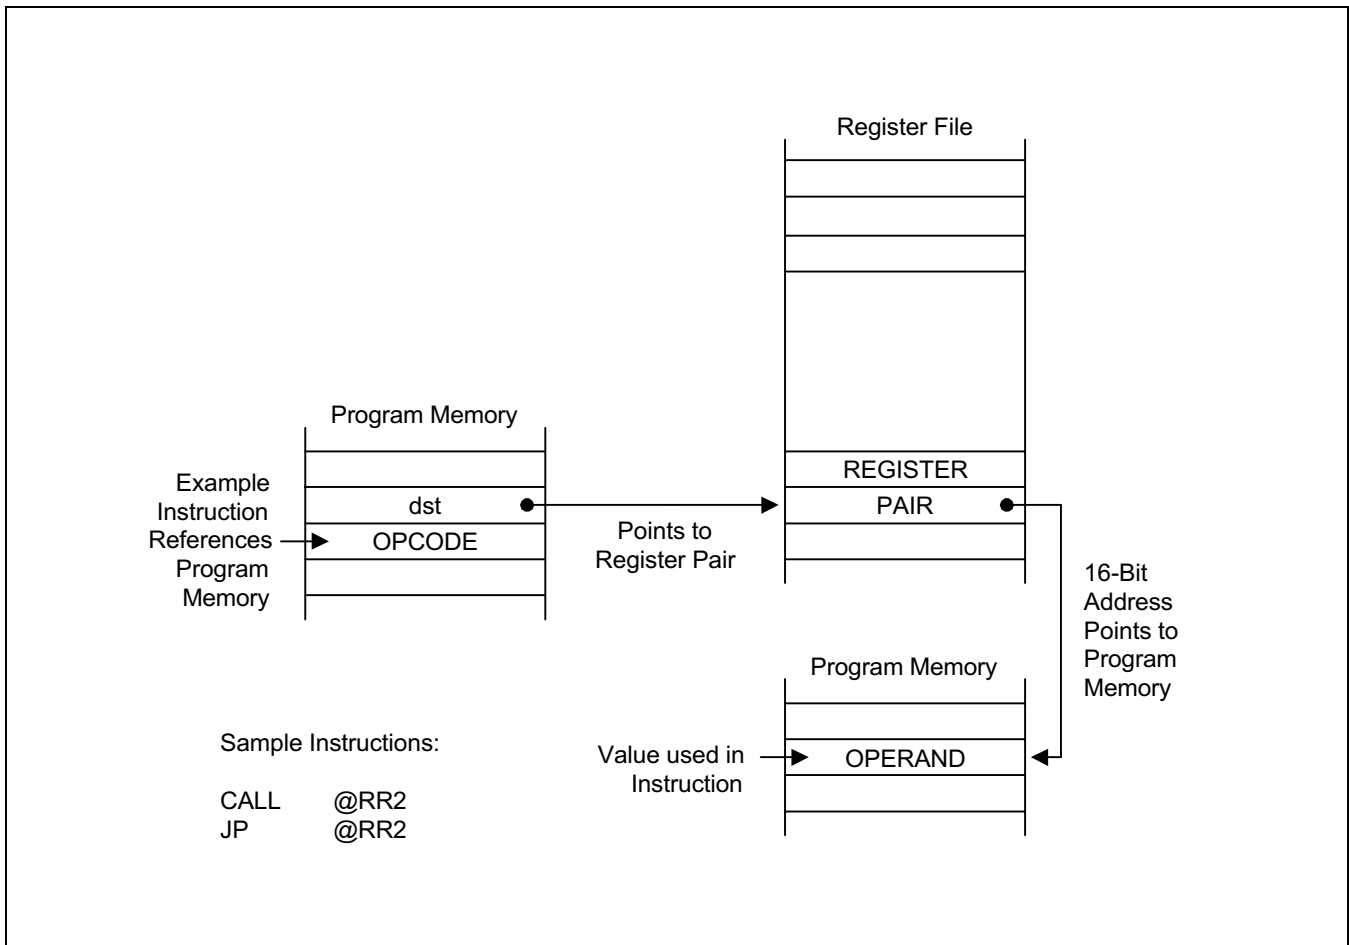 Register File
Program Memory
REGISTER
Example
Instruction
References
Program
Memory
dst
PAIR
OPCODE
Points to
Register Pair
16-Bit
Address
Points to
Program
Memory
Program Memory
Sample Instructions:
Value used in
Instruction
OPERAND
CALL @RR2
JP @RR2